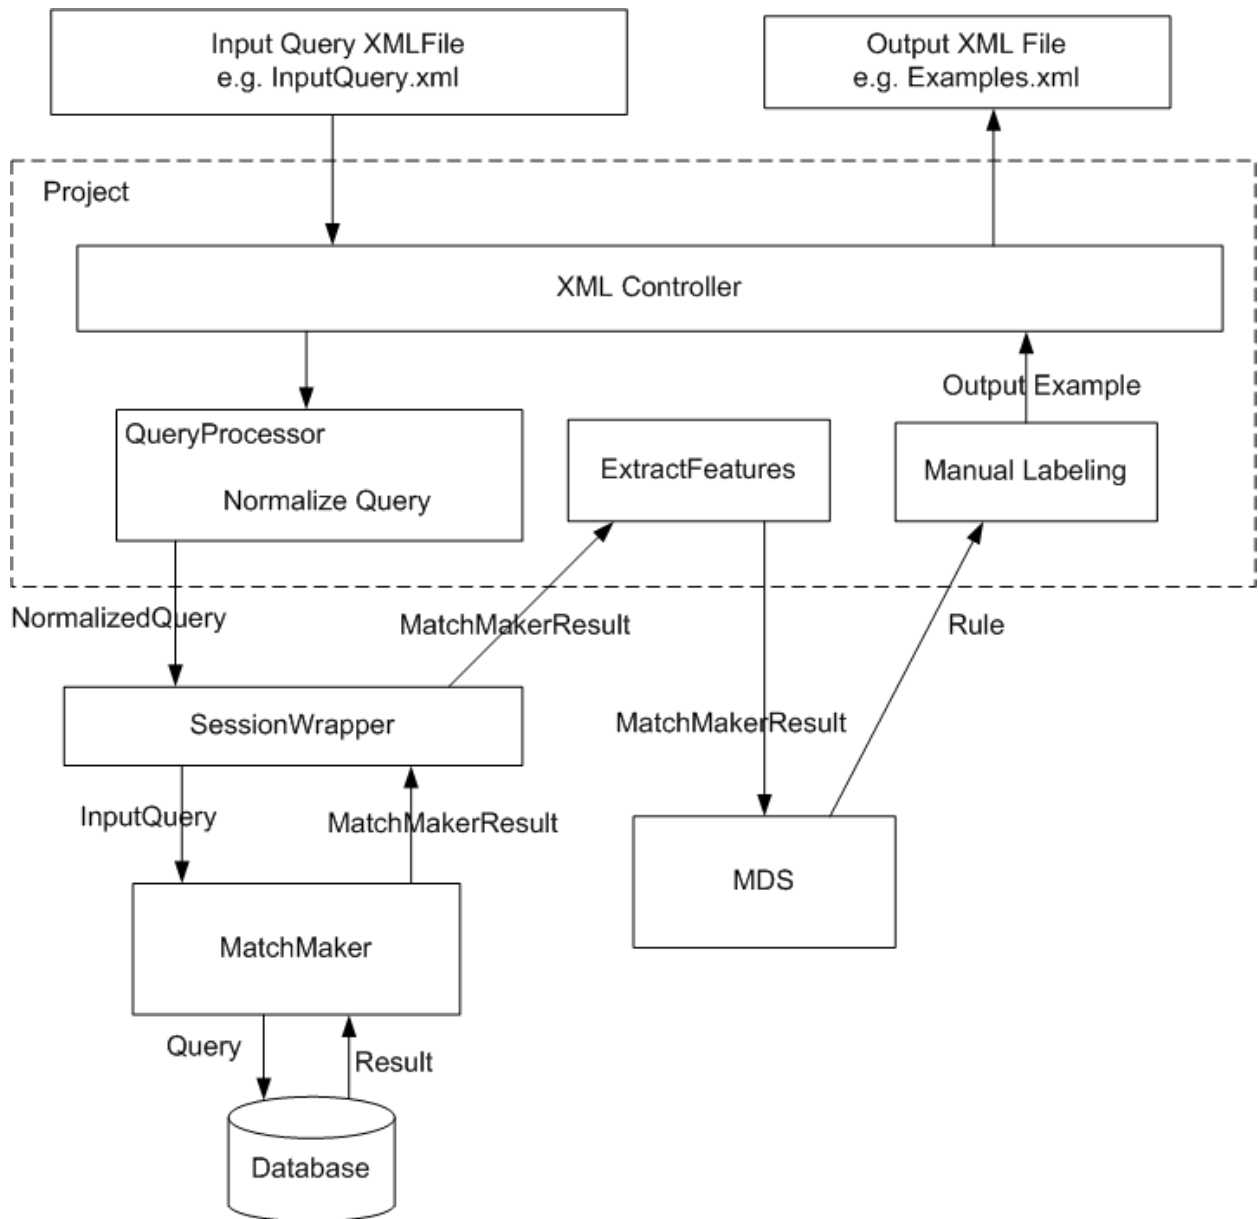 Input Query XMLFile
e.g. InputQuery.xml
Output XML File
e.g. Examples.xml
Project
XML Controller
Output Example
QueryProcessor
Normalize Query
ExtractFeatures
Manual Labeling
NormalizedQuery
MatchMakerResult
Rule
SessionWrapper
MatchMakerResult
InputQuery
MatchMakerResult
MDS
MatchMaker
Query
Result
Database